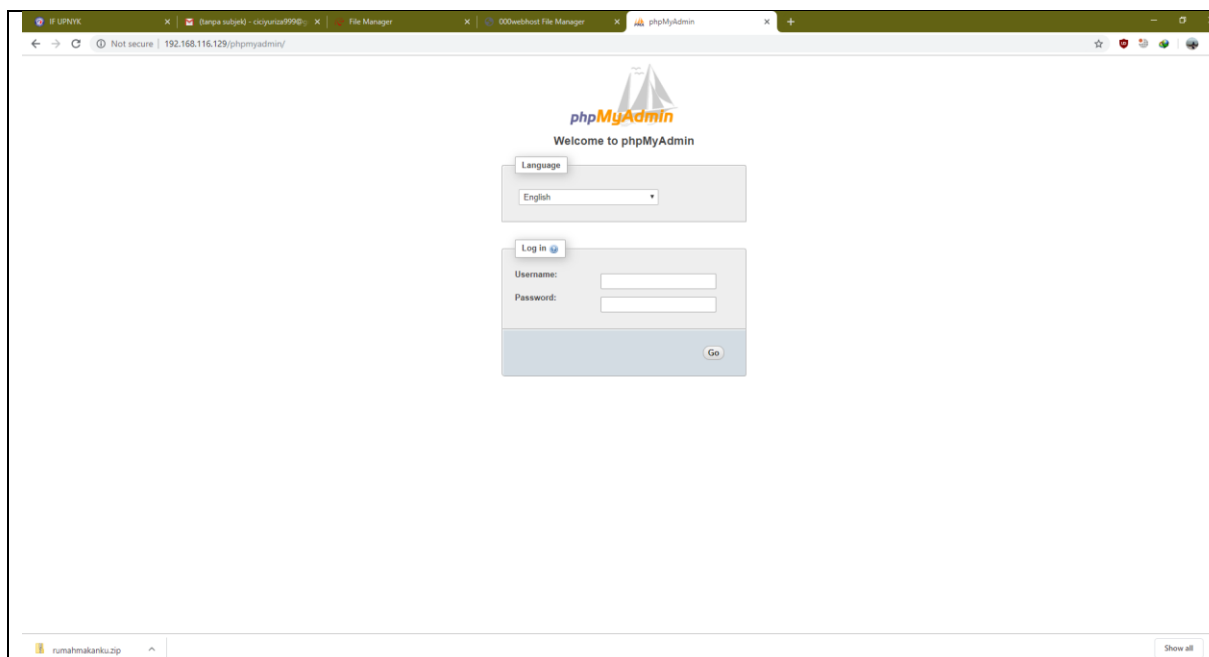 IF UPNYK
(tanpa subjek) - ciciyuriza999@g
File Manager
000webhost File Manager
phpMyAdmin
Not secure | 192.168.116.129/phpmyadmin/
phpMyAdmin
Welcome to phpMyAdmin
Language
English
Log in
Username:
Password:
Go
rumahmakanku.zip
Show all